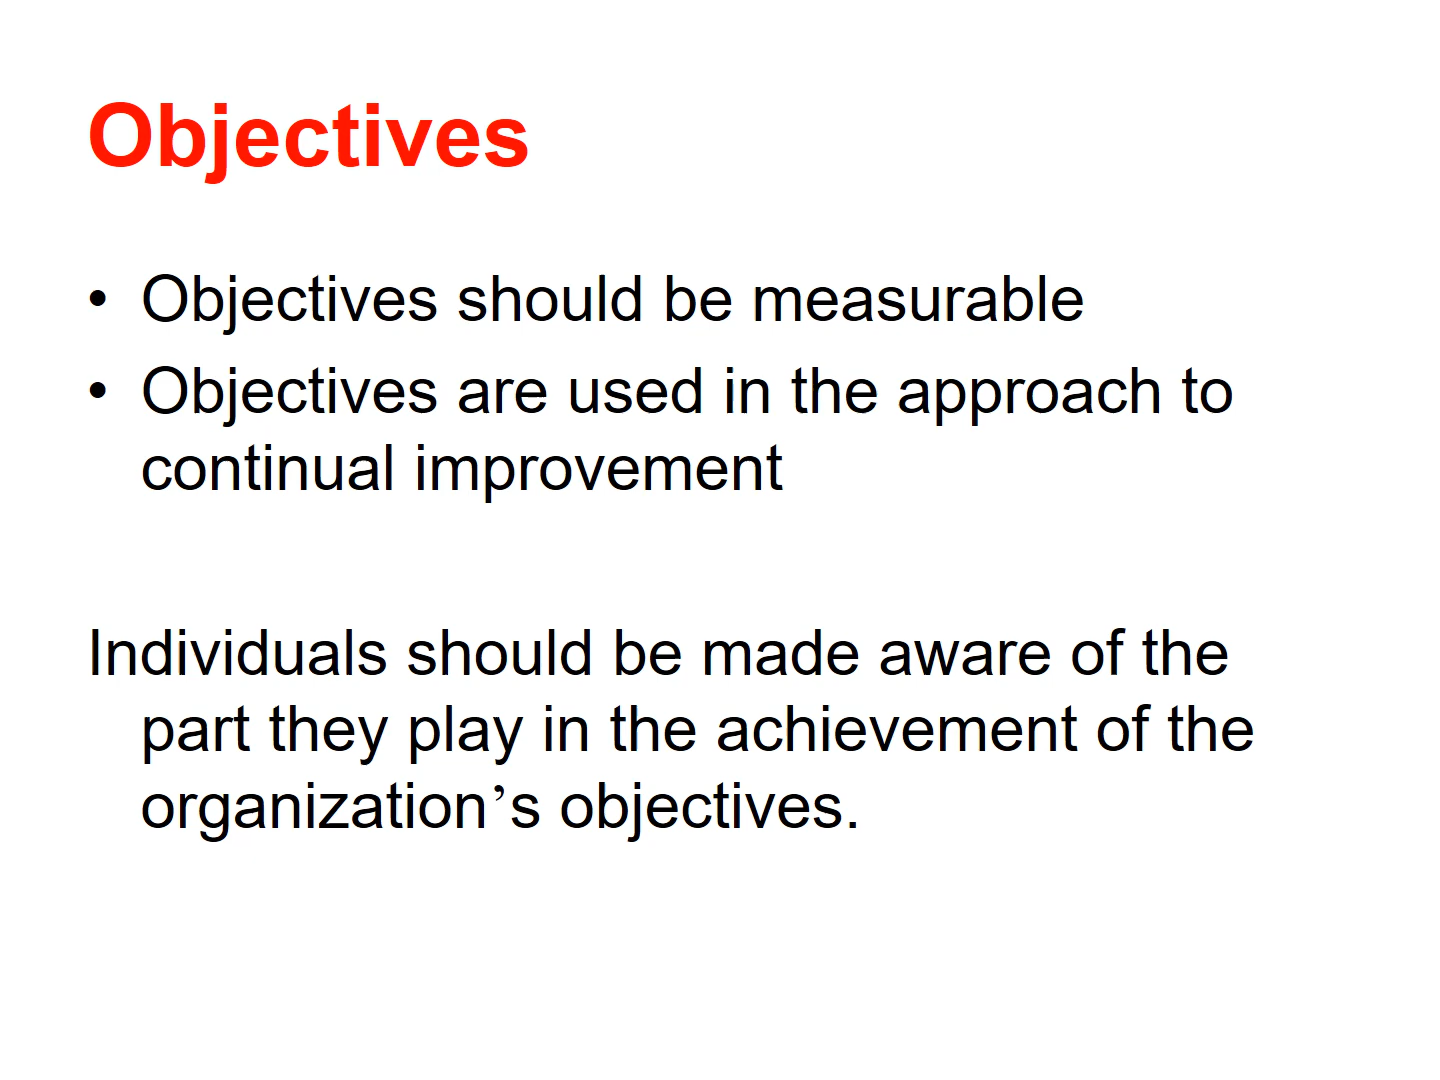 Objectives
• Objectives should be measurable
• Objectives are used in the approach to
continual improvement
Individuals should be made aware of the
part they play in the achievement of the
organization’s objectives.